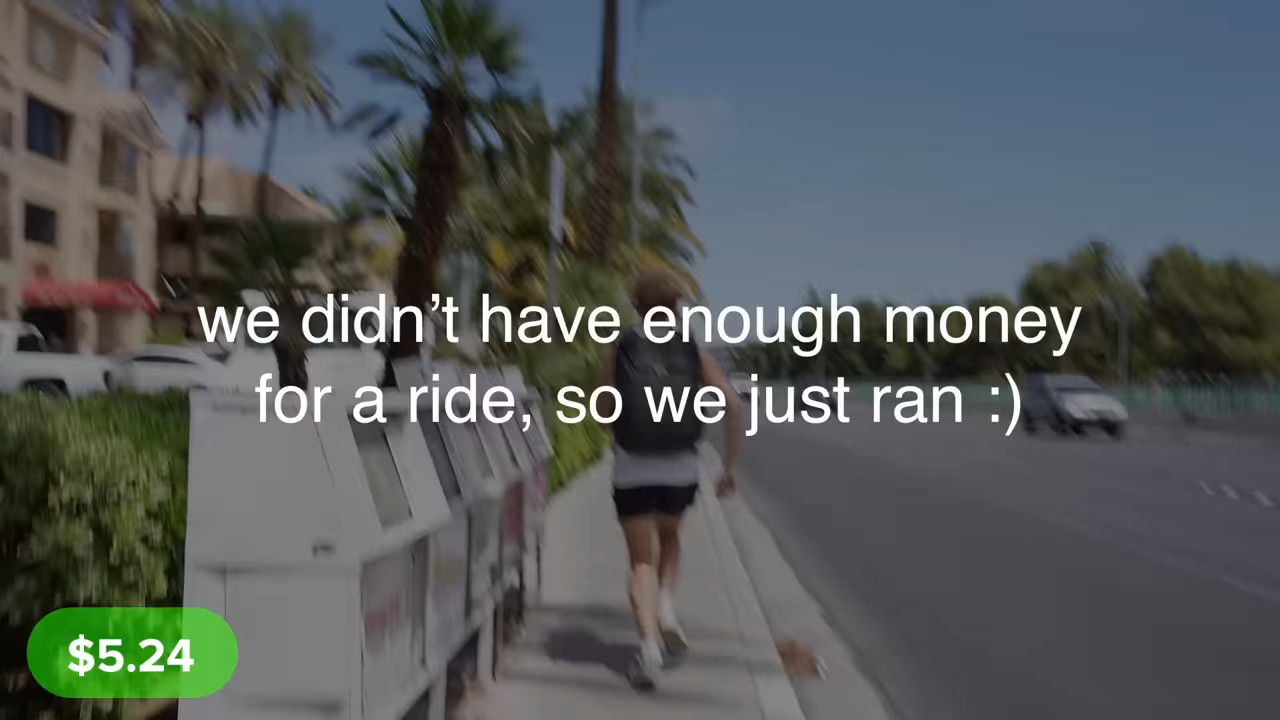 we didn’t have enough money
for a ride, so we just ran :)
$5.24